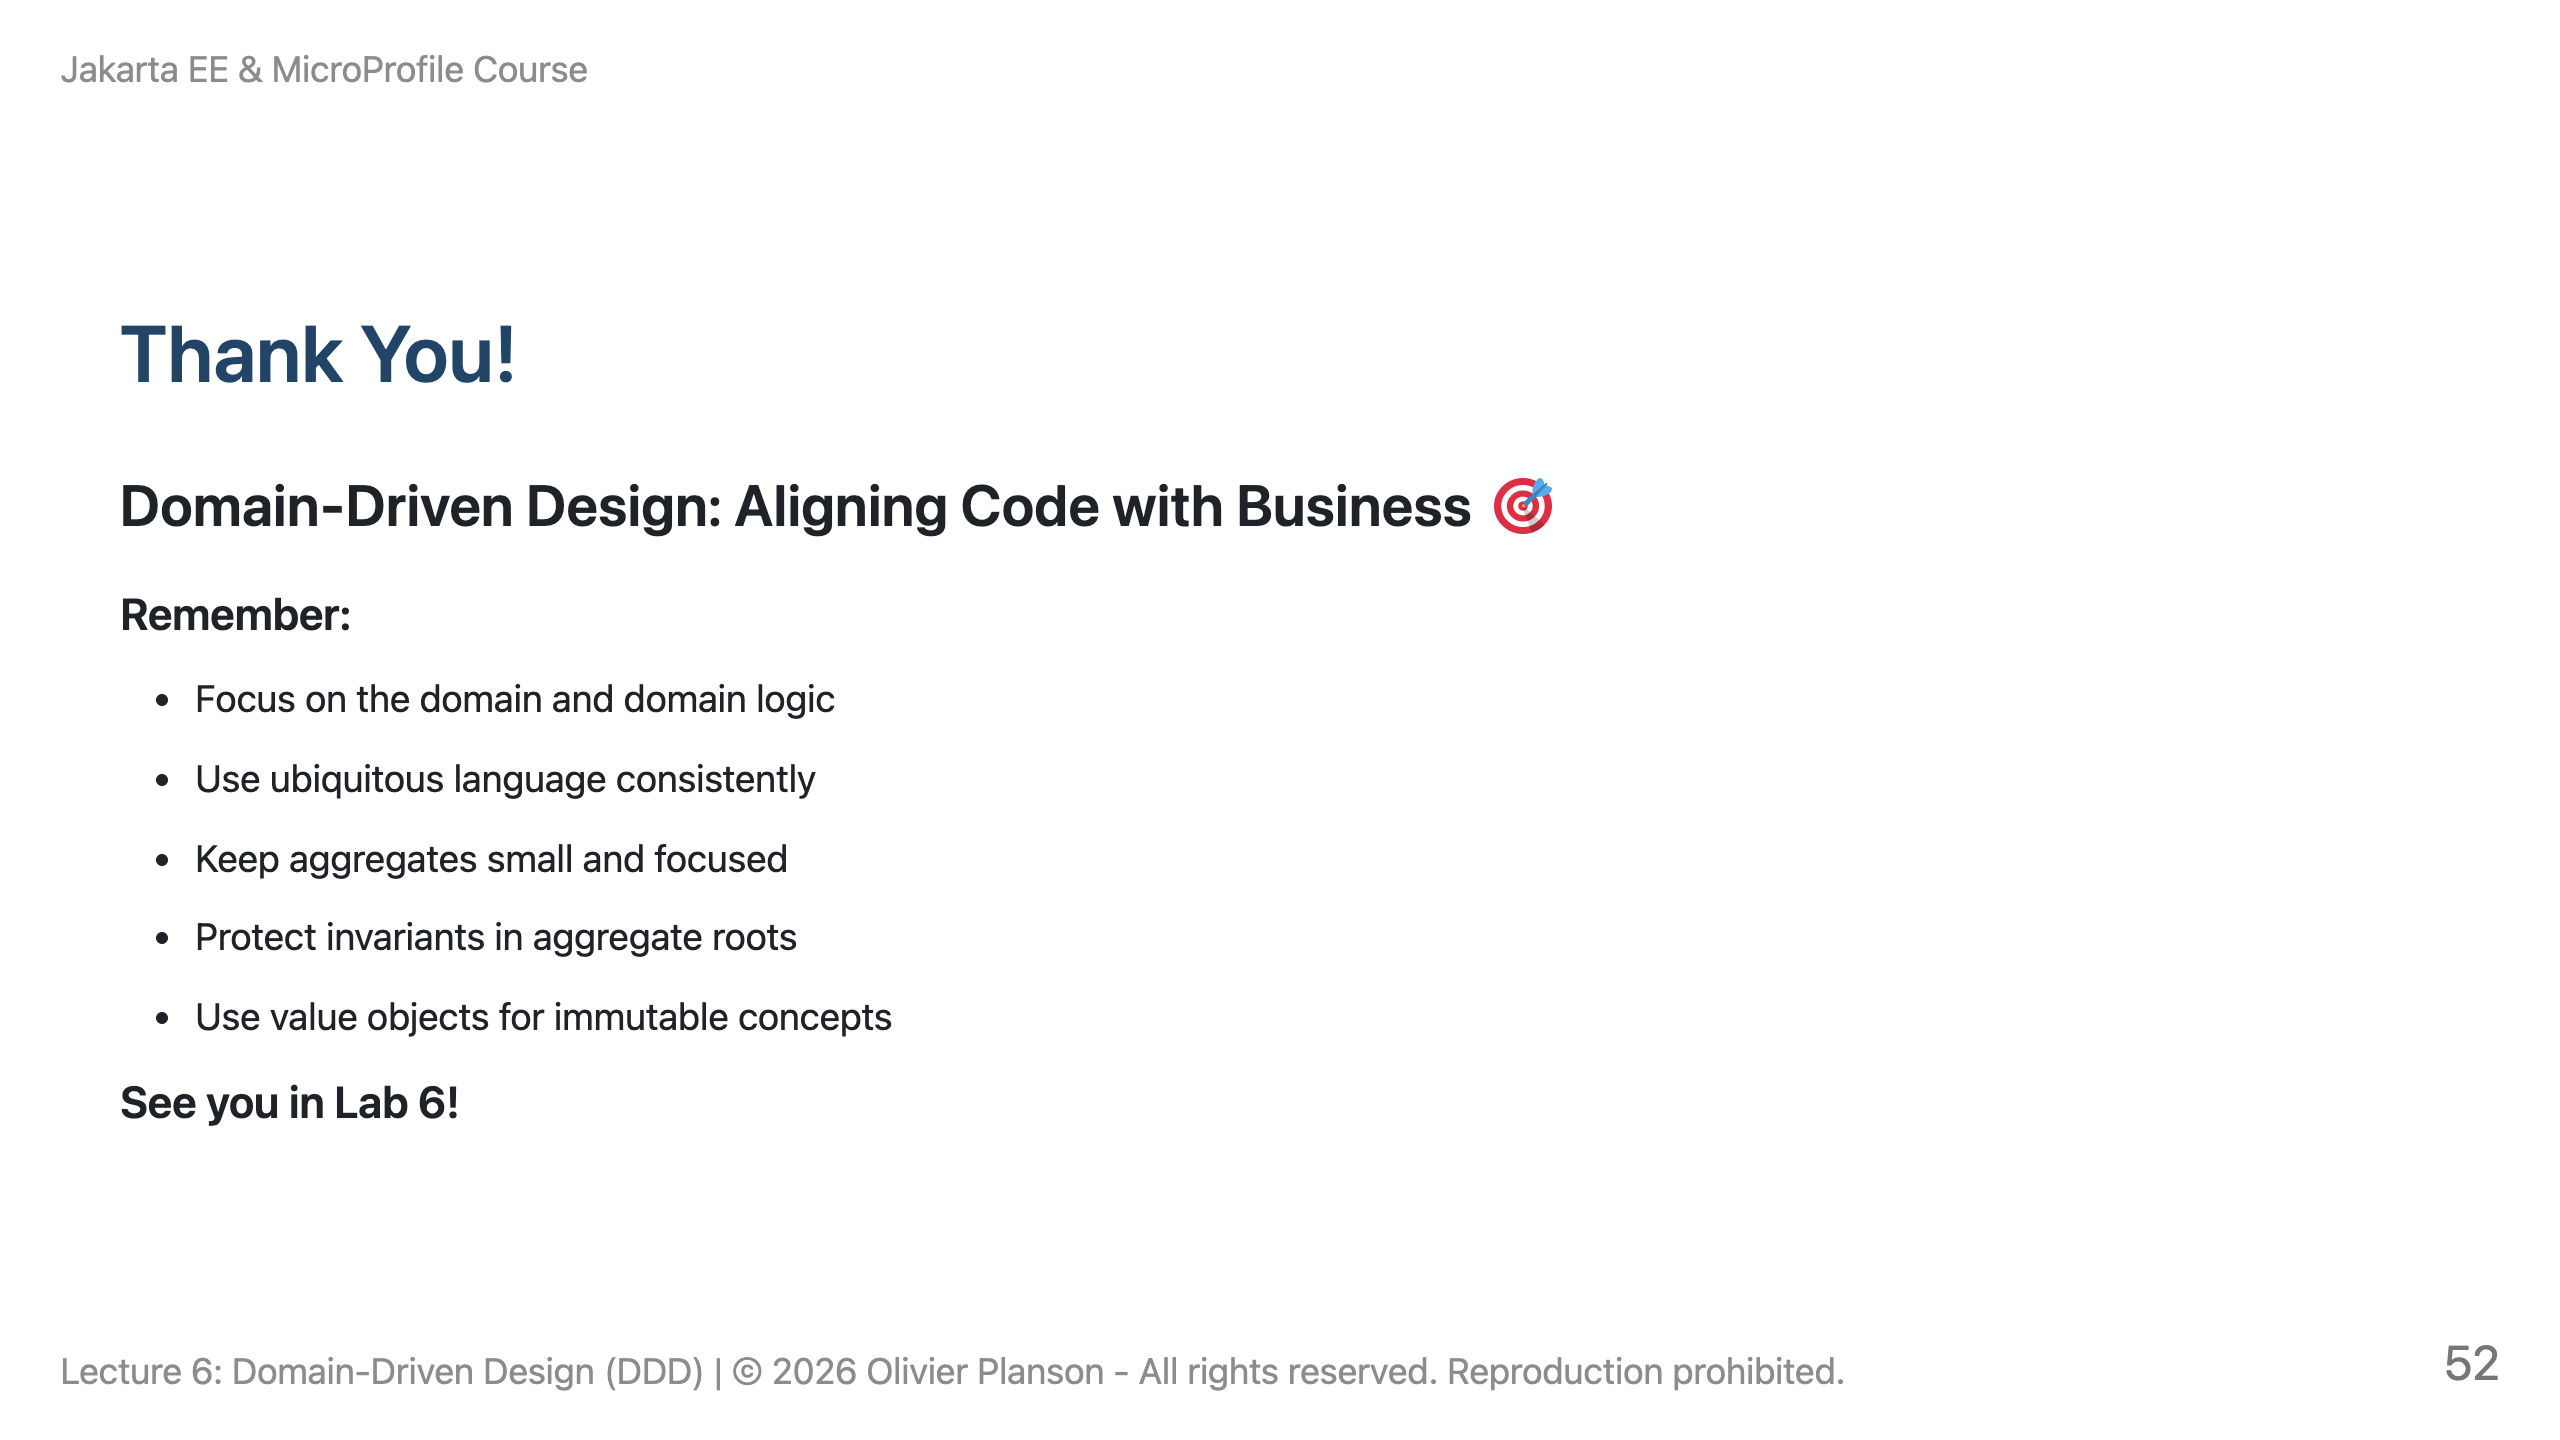 Jakarta EE & MicroProfile Course
Thank You!
Domain-Driven Design: Aligning Code with Business 🎯
Remember:
• Focus on the domain and domain logic
• Use ubiquitous language consistently
• Keep aggregates small and focused
• Protect invariants in aggregate roots
• Use value objects for immutable concepts
See you in Lab 6!
Lecture 6: Domain-Driven Design (DDD) | © 2026 Olivier Planson - All rights reserved. Reproduction prohibited.
52